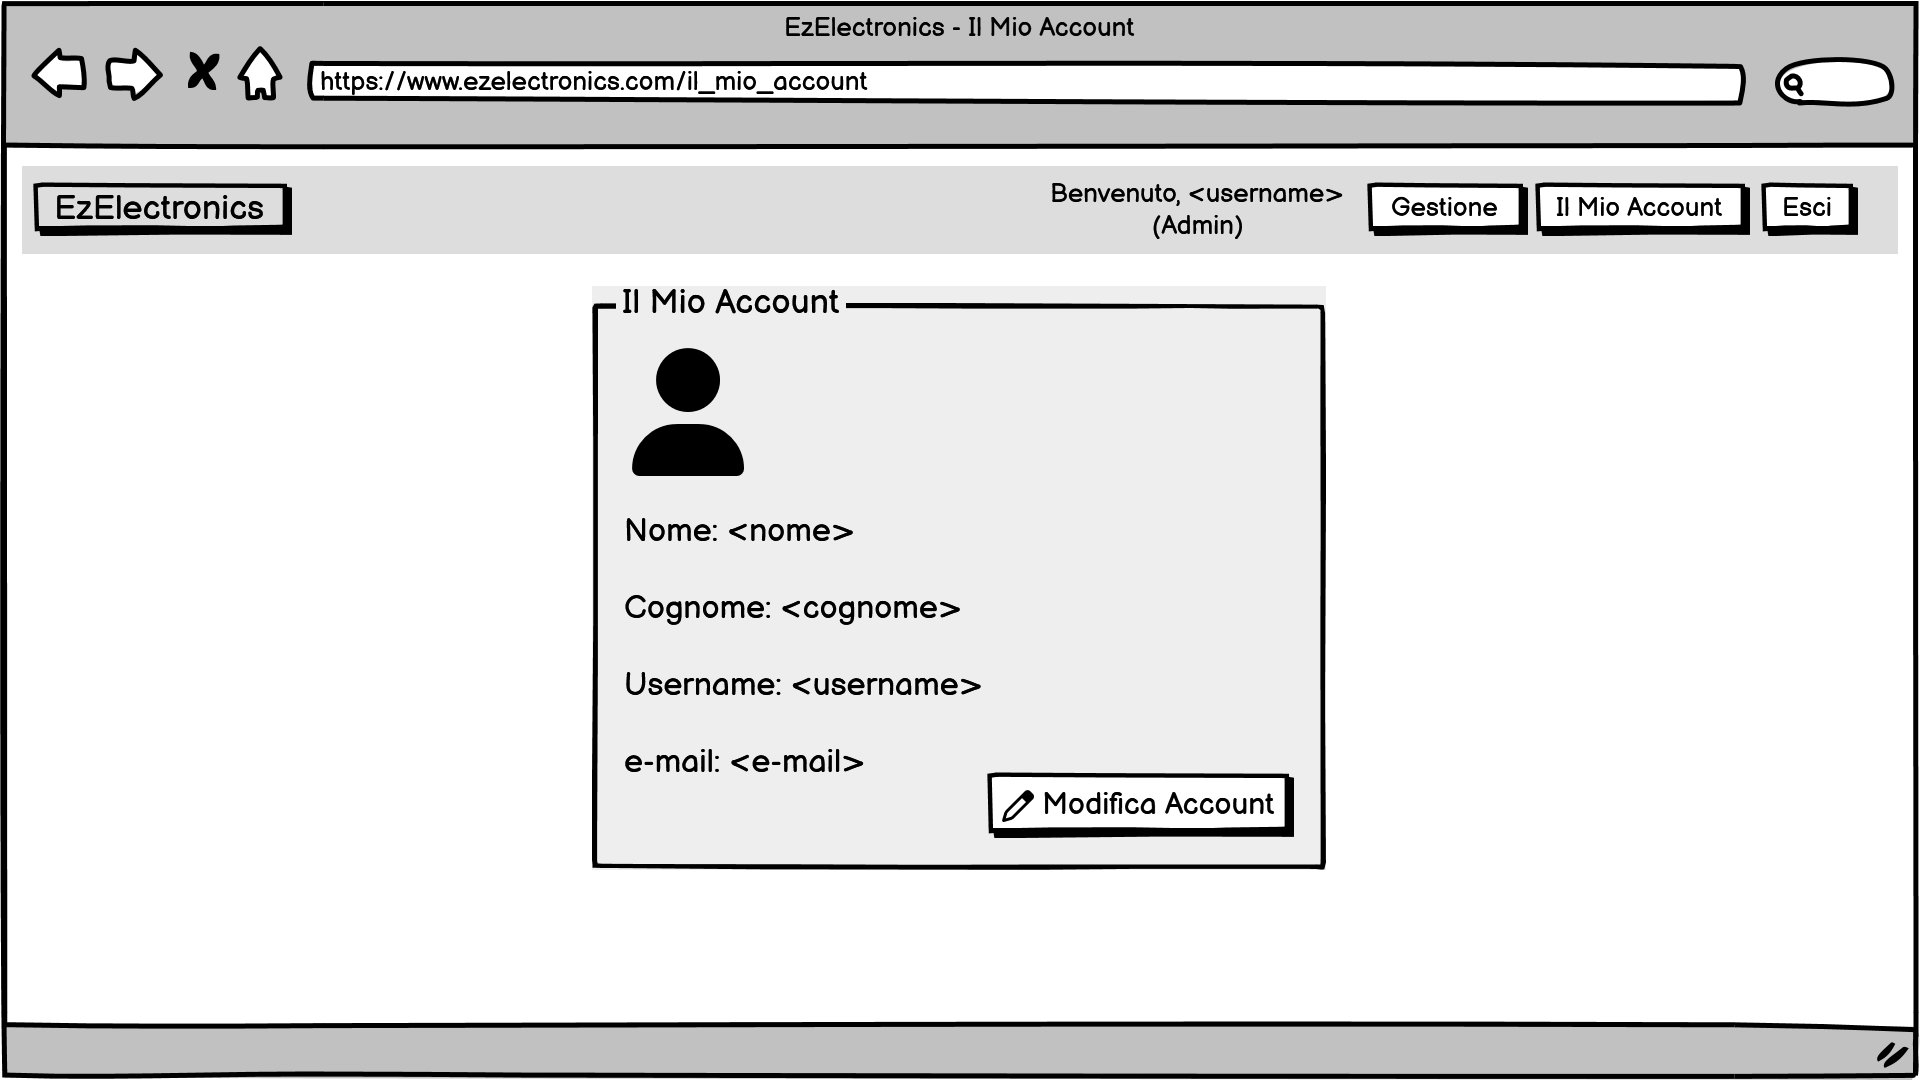 EzElectronics - Il Mio Account
https://www.ezelectronics.com/il_mio_account
EzElectronics
Benvenuto, <username>
(Admin)
Gestione
Il Mio Account
Esci
Il Mio Account
Nome: <nome>
Cognome: <cognome>
Username: <username>
e-mail: <e-mail>
Modifica Account